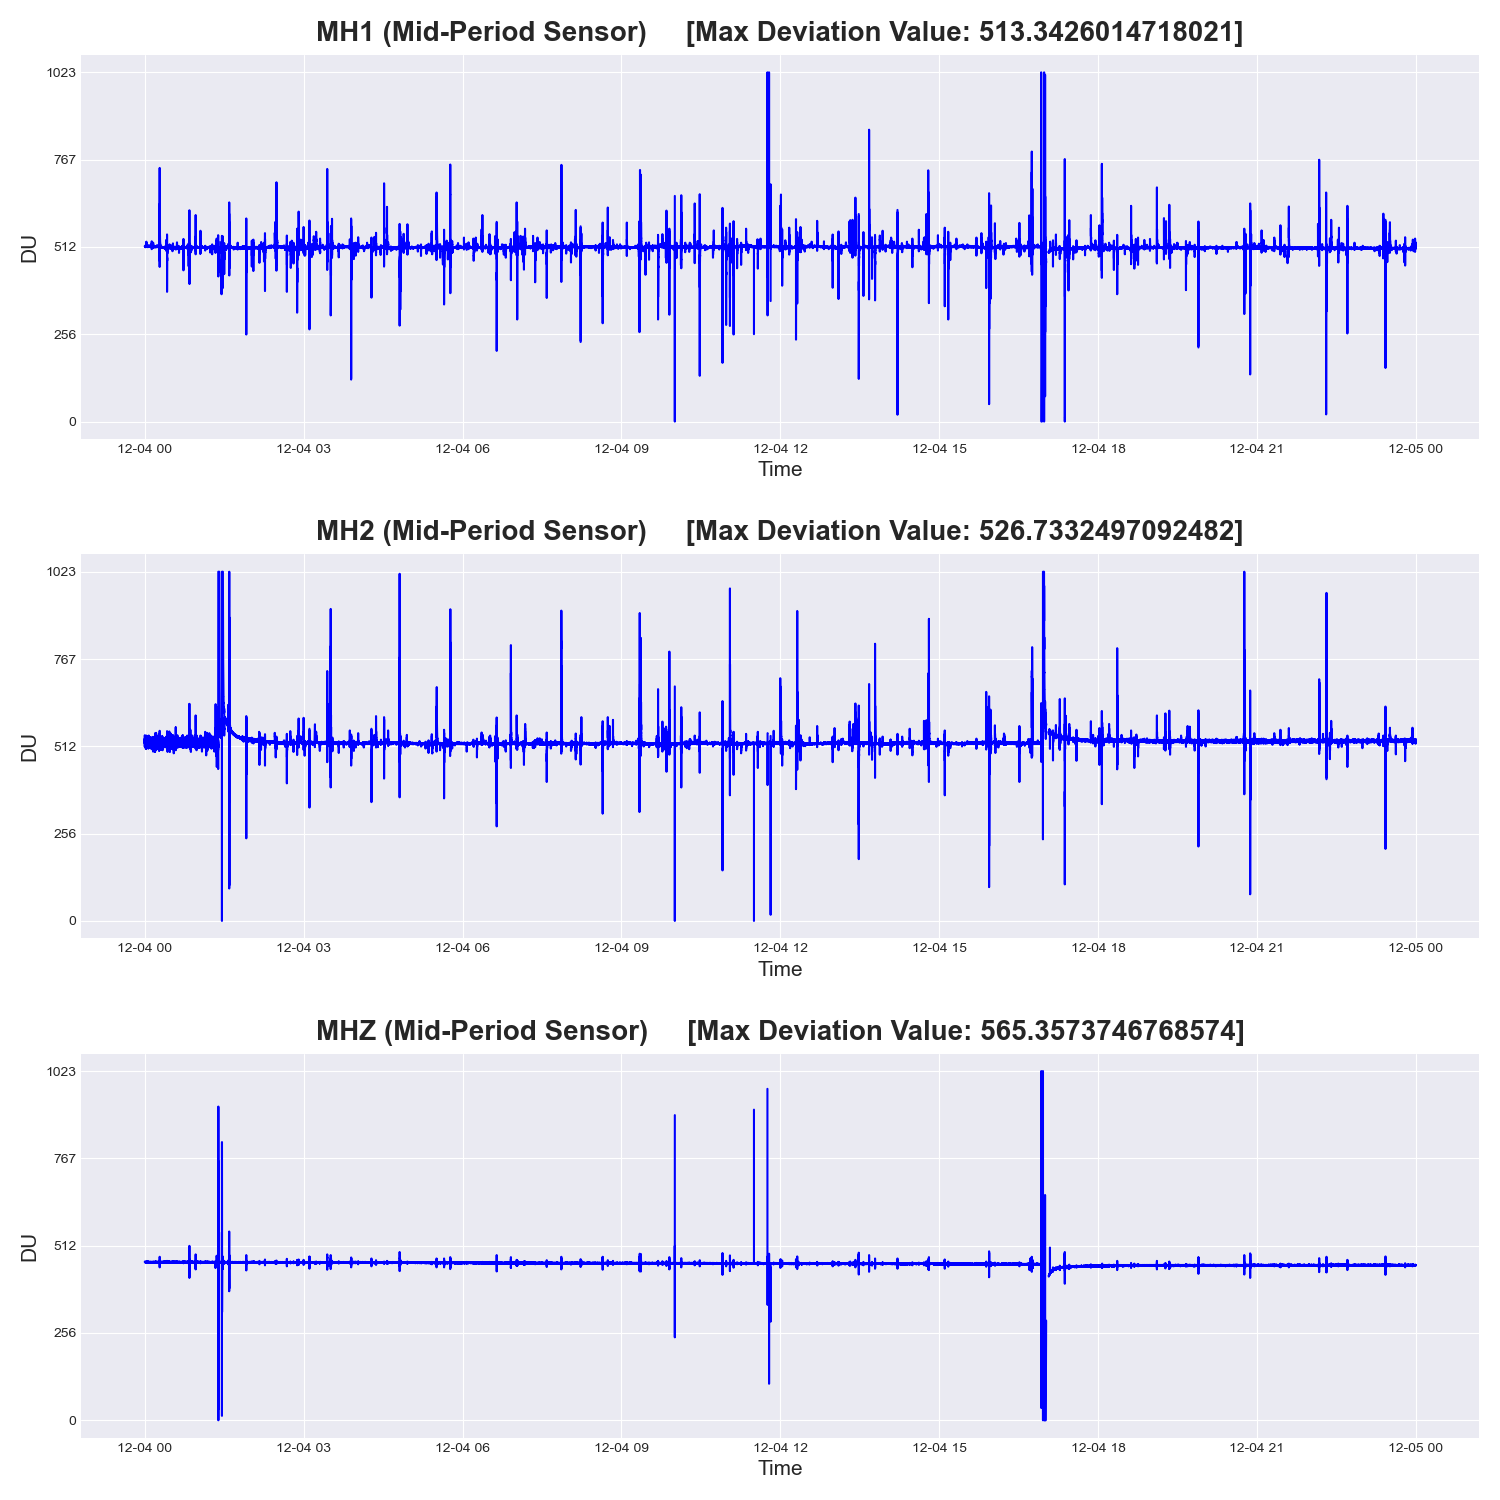 MH1 (Mid-Period Sensor)     [Max Deviation Value: 513.3426014718021]
1023
767
512
256
0
DU
12-04 00 12-04 03 12-04 06 12-04 09 12-04 12 12-04 15 12-04 18 12-04 21 12-05 00
Time
MH2 (Mid-Period Sensor)     [Max Deviation Value: 526.7332497092482]
1023
767
512
256
0
DU
12-04 00 12-04 03 12-04 06 12-04 09 12-04 12 12-04 15 12-04 18 12-04 21 12-05 00
Time
MHZ (Mid-Period Sensor)     [Max Deviation Value: 565.3573746768574]
1023
767
512
256
0
DU
12-04 00 12-04 03 12-04 06 12-04 09 12-04 12 12-04 15 12-04 18 12-04 21 12-05 00
Time